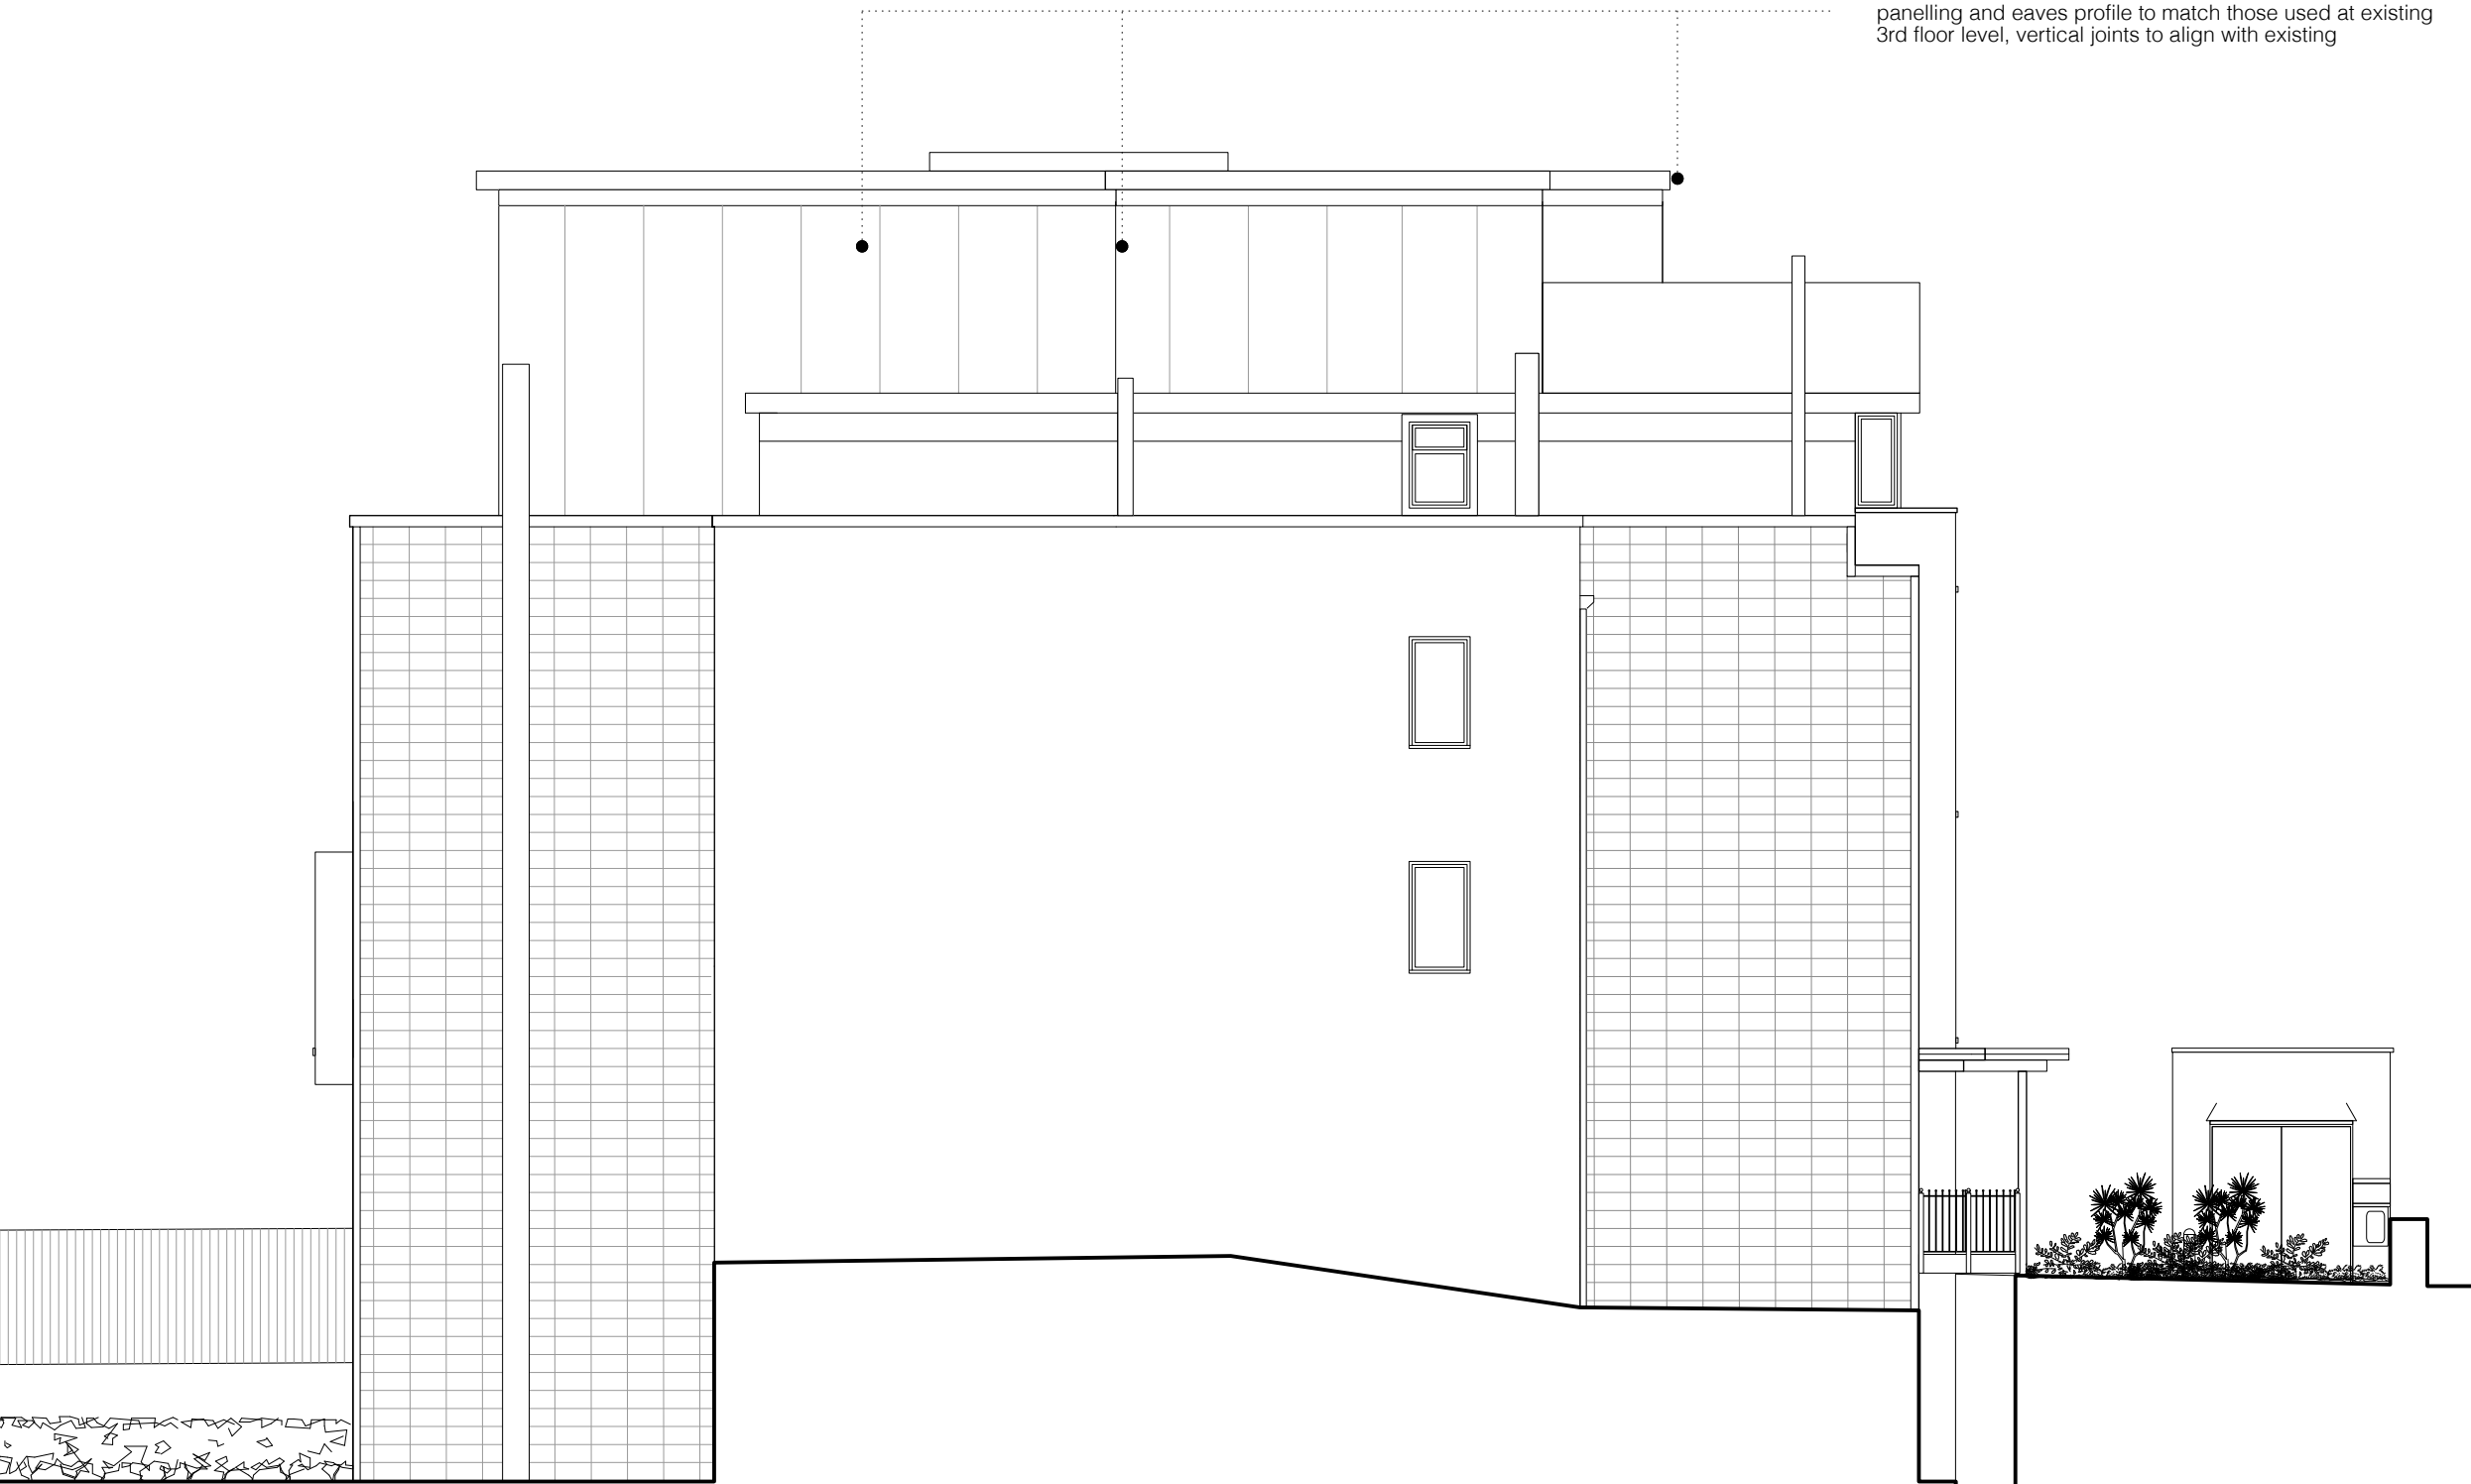 panelling and eaves profile to match those used at existing
3rd floor level, vertical joints to align with existing